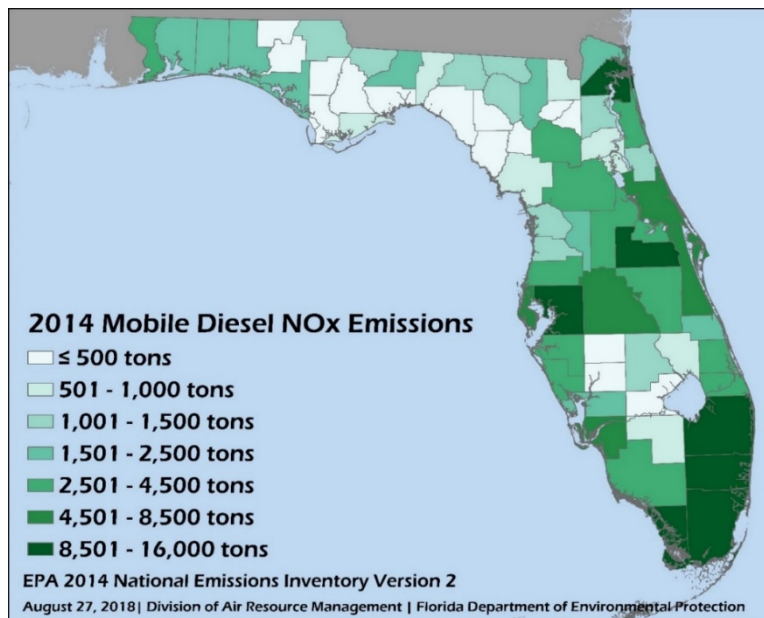 2014 Mobile Diesel NOx Emissions
≤ 500 tons
501 - 1,000 tons
1,001 - 1,500 tons
1,501 - 2,500 tons
2,501 - 4,500 tons
4,501 - 8,500 tons
8,501 - 16,000 tons
EPA 2014 National Emissions Inventory Version 2
August 27, 2018| Division of Air Resource Management | Florida Department of Environmental Protection